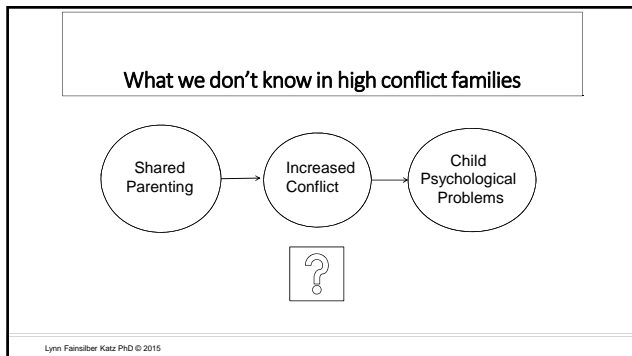 What we don't know in high conflict families
Shared
Parenting
Increased
Conflict
Child
Psychological
Problems
?
Lynn Fainsilber Katz PhD © 2015